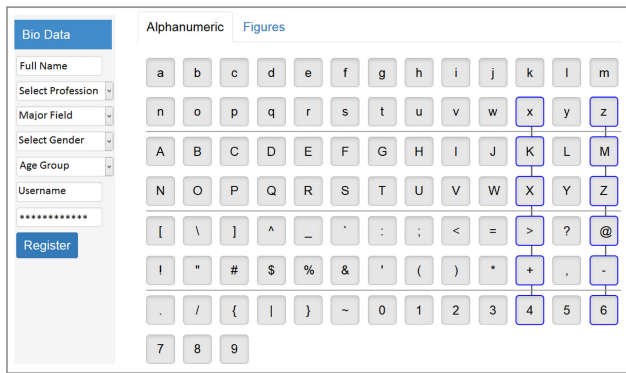 Bio Data
Full Name
Select Profession
Major Field
Select Gender
Age Group
Username
************
Register
Alphanumeric Figures
a b c d e f g h i j k l m
n o p q r s t u v w x y z
A B C D E F G H I J K L M
N O P Q R S T U V W X Y Z
[ \ ] ^ _ ` : ; < = > ? @
! " # $ % & ' ( ) * + , -
. / { | } ~ 0 1 2 3 4 5 6
7 8 9